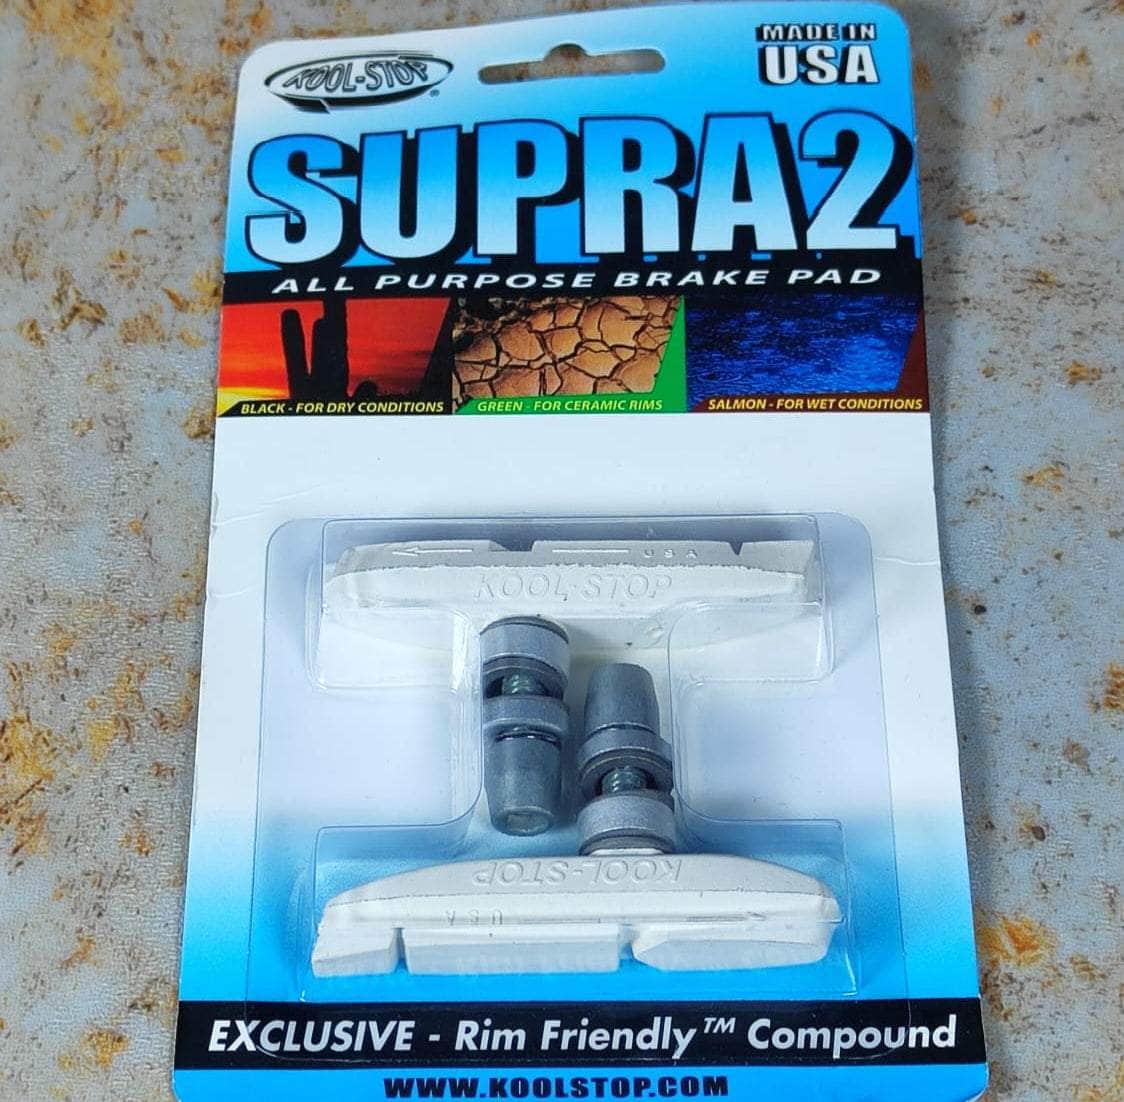 KOOL-STOP®
MADE IN
USA
SUPRA2
ALL PURPOSE BRAKE PAD
BLACK - FOR DRY CONDITIONS
GREEN - FOR CERAMIC RIMS
SALMON - FOR WET CONDITIONS
USA
KOOL-STOP
KOOL-STOP
USA
EXCLUSIVE - Rim Friendly™ Compound
WWW.KOOLSTOP.COM